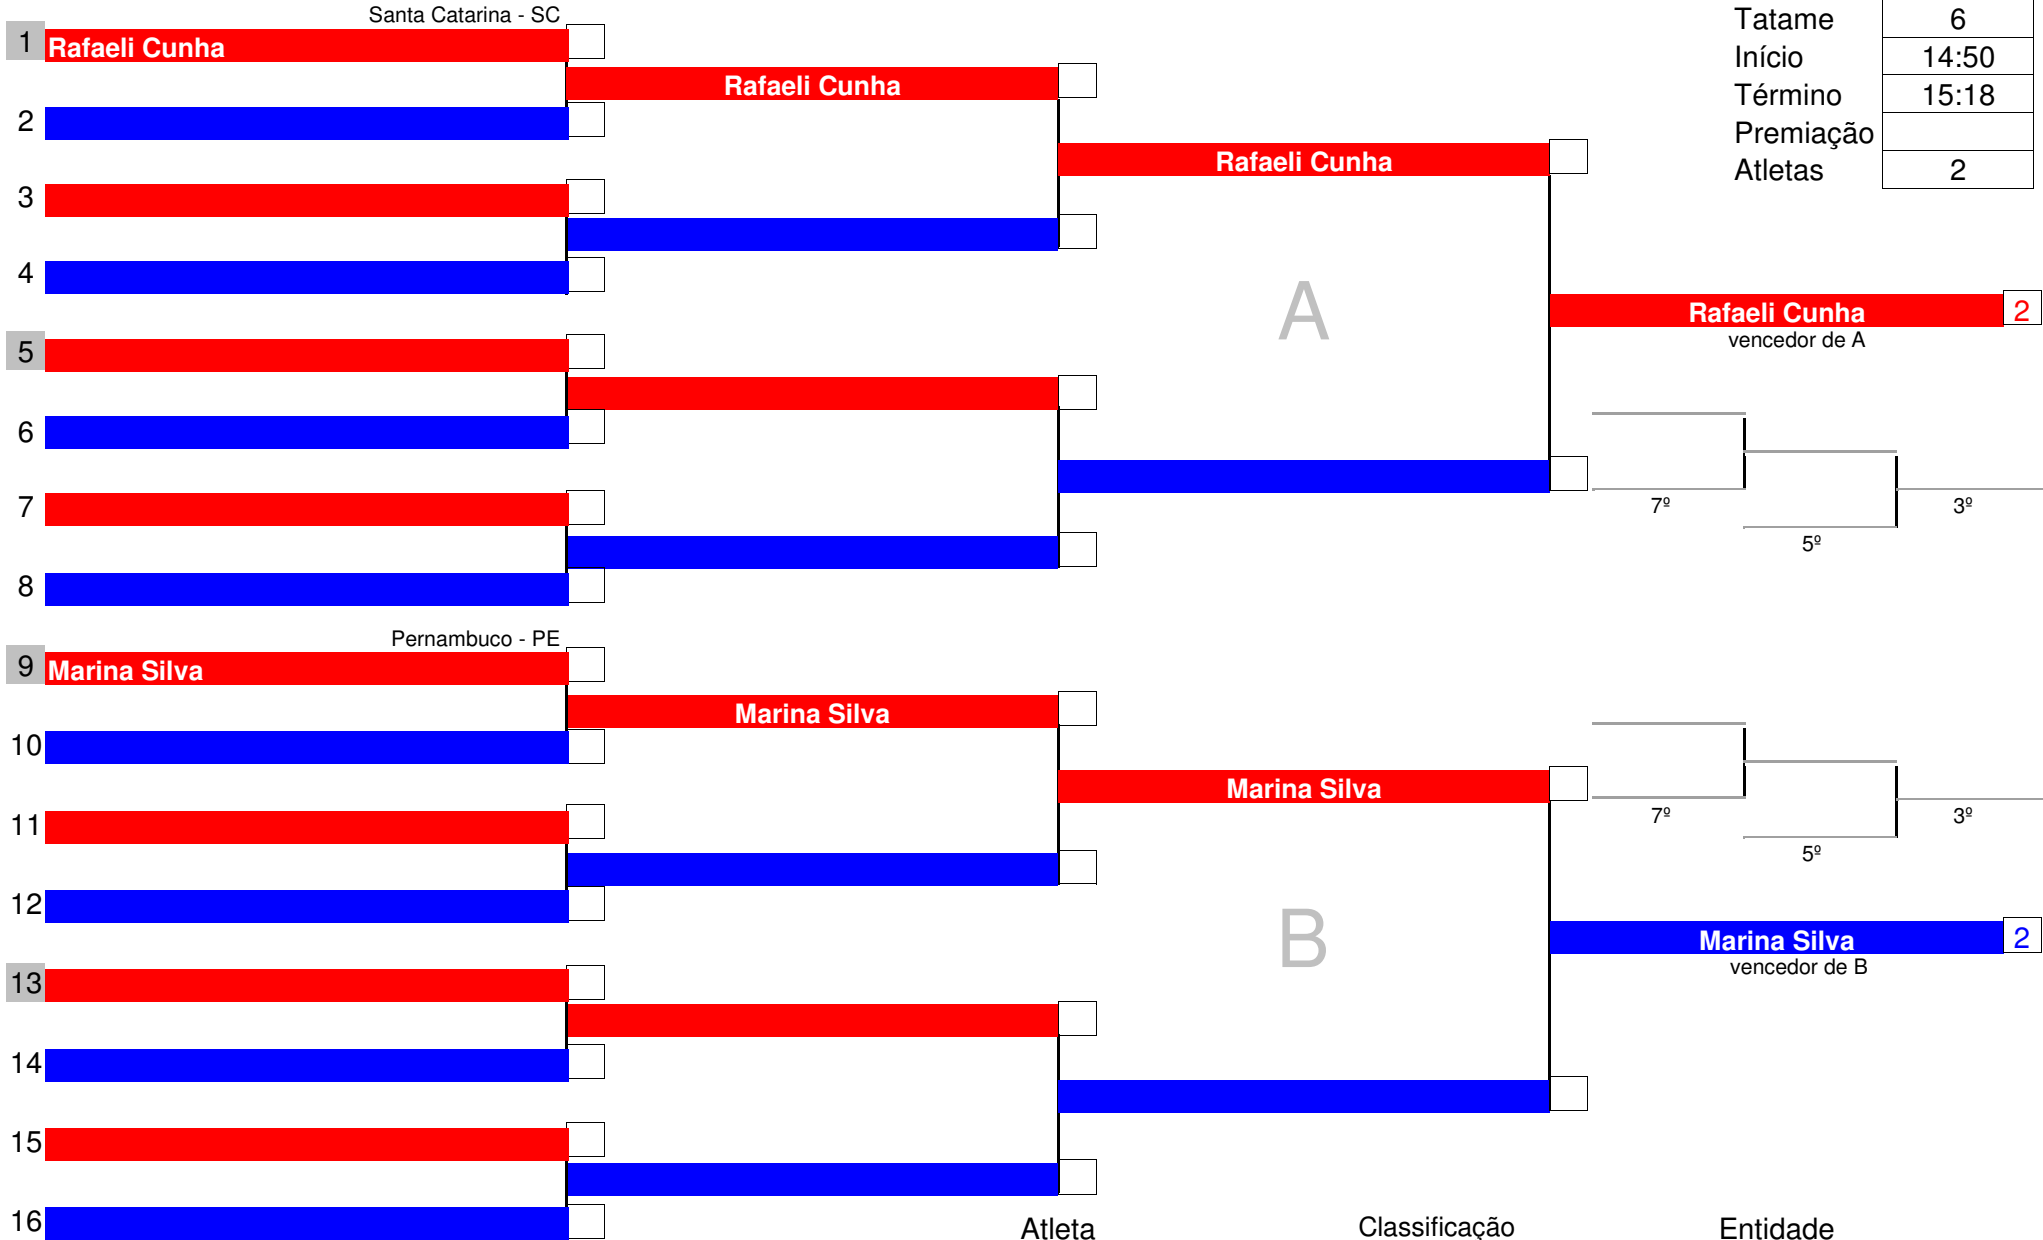 Santa Catarina - SC
Tatame 6
1 Rafaeli Cunha
Início 14:50
Rafaeli Cunha
Término 15:18
2
Premiação
Rafaeli Cunha
Atletas 2
3
4
A
Rafaeli Cunha 2
vencedor de A
5
6
7
7º
3º
5º
8
Pernambuco - PE
9 Marina Silva
Marina Silva
10
Marina Silva
7º
3º
11
5º
12
B
Marina Silva 2
vencedor de B
13
14
15
16
Atleta Classificação Entidade